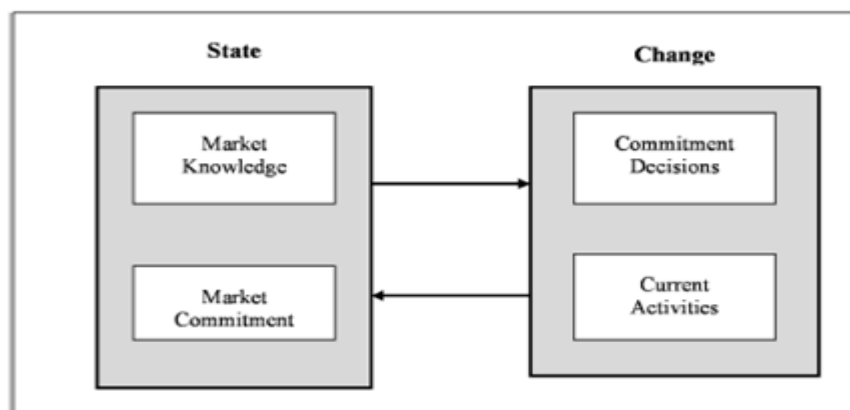 State
Change
Market
Knowledge
Commitment
Decisions
Market
Commitment
Current
Activities